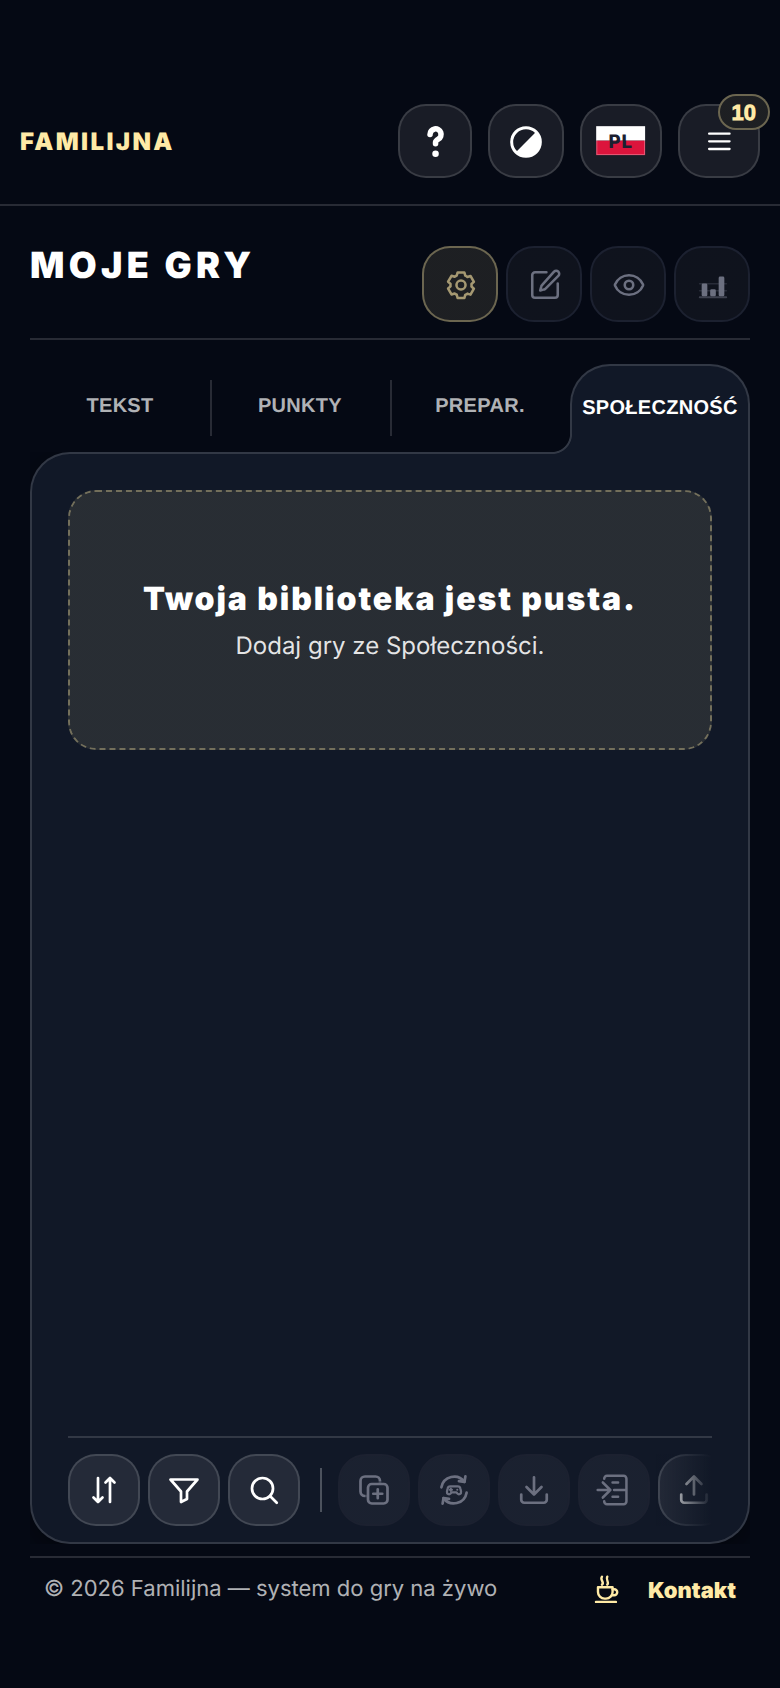 FAMILIJNA
?
PL
10
MOJE GRY
TEKST
PUNKTY
PREPAR.
SPOŁECZNOŚĆ
Twoja biblioteka jest pusta.
Dodaj gry ze Społeczności.
© 2026 Familijna — system do gry na żywo
Kontakt